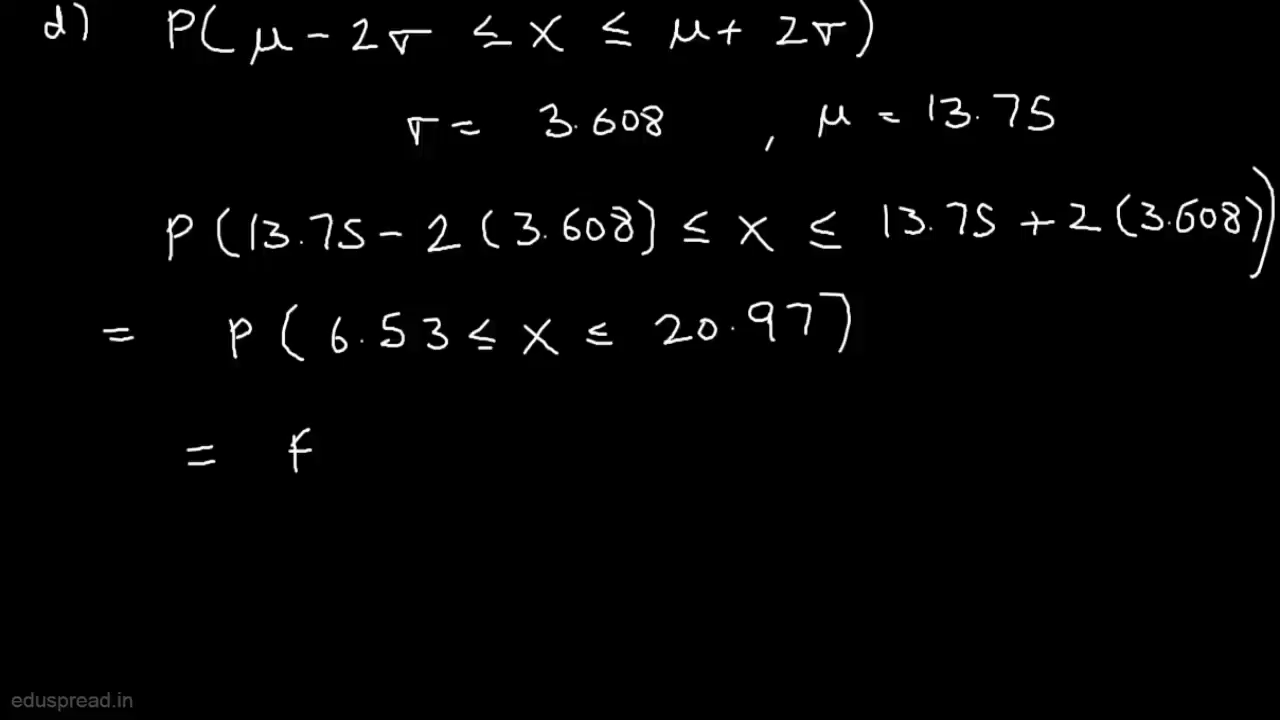 d) P(μ - 2σ ≤ X ≤ μ + 2σ)
σ = 3.608 , μ = 13.75
P(13.75 - 2(3.608) ≤ X ≤ 13.75 + 2(3.608))
= P(6.53 ≤ X ≤ 20.97)
= F
eduspread.in